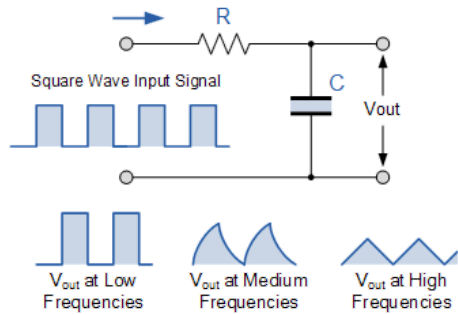 R
Square Wave Input Signal
C
Vout
Vout at Low
Frequencies
Vout at Medium
Frequencies
Vout at High
Frequencies